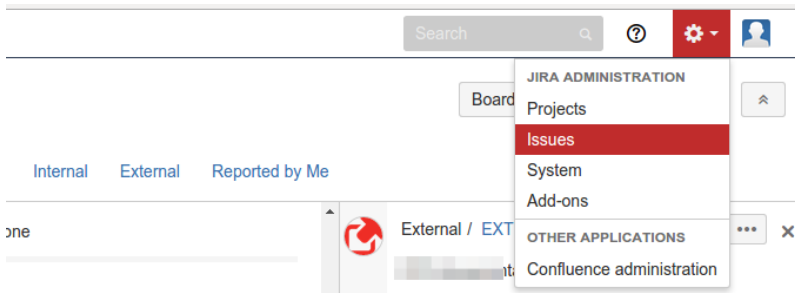 Search
JIRA ADMINISTRATION
Board
Projects
Issues
Internal External Reported by Me
System
Add-ons
one
External / EXT
OTHER APPLICATIONS
Confluence administration